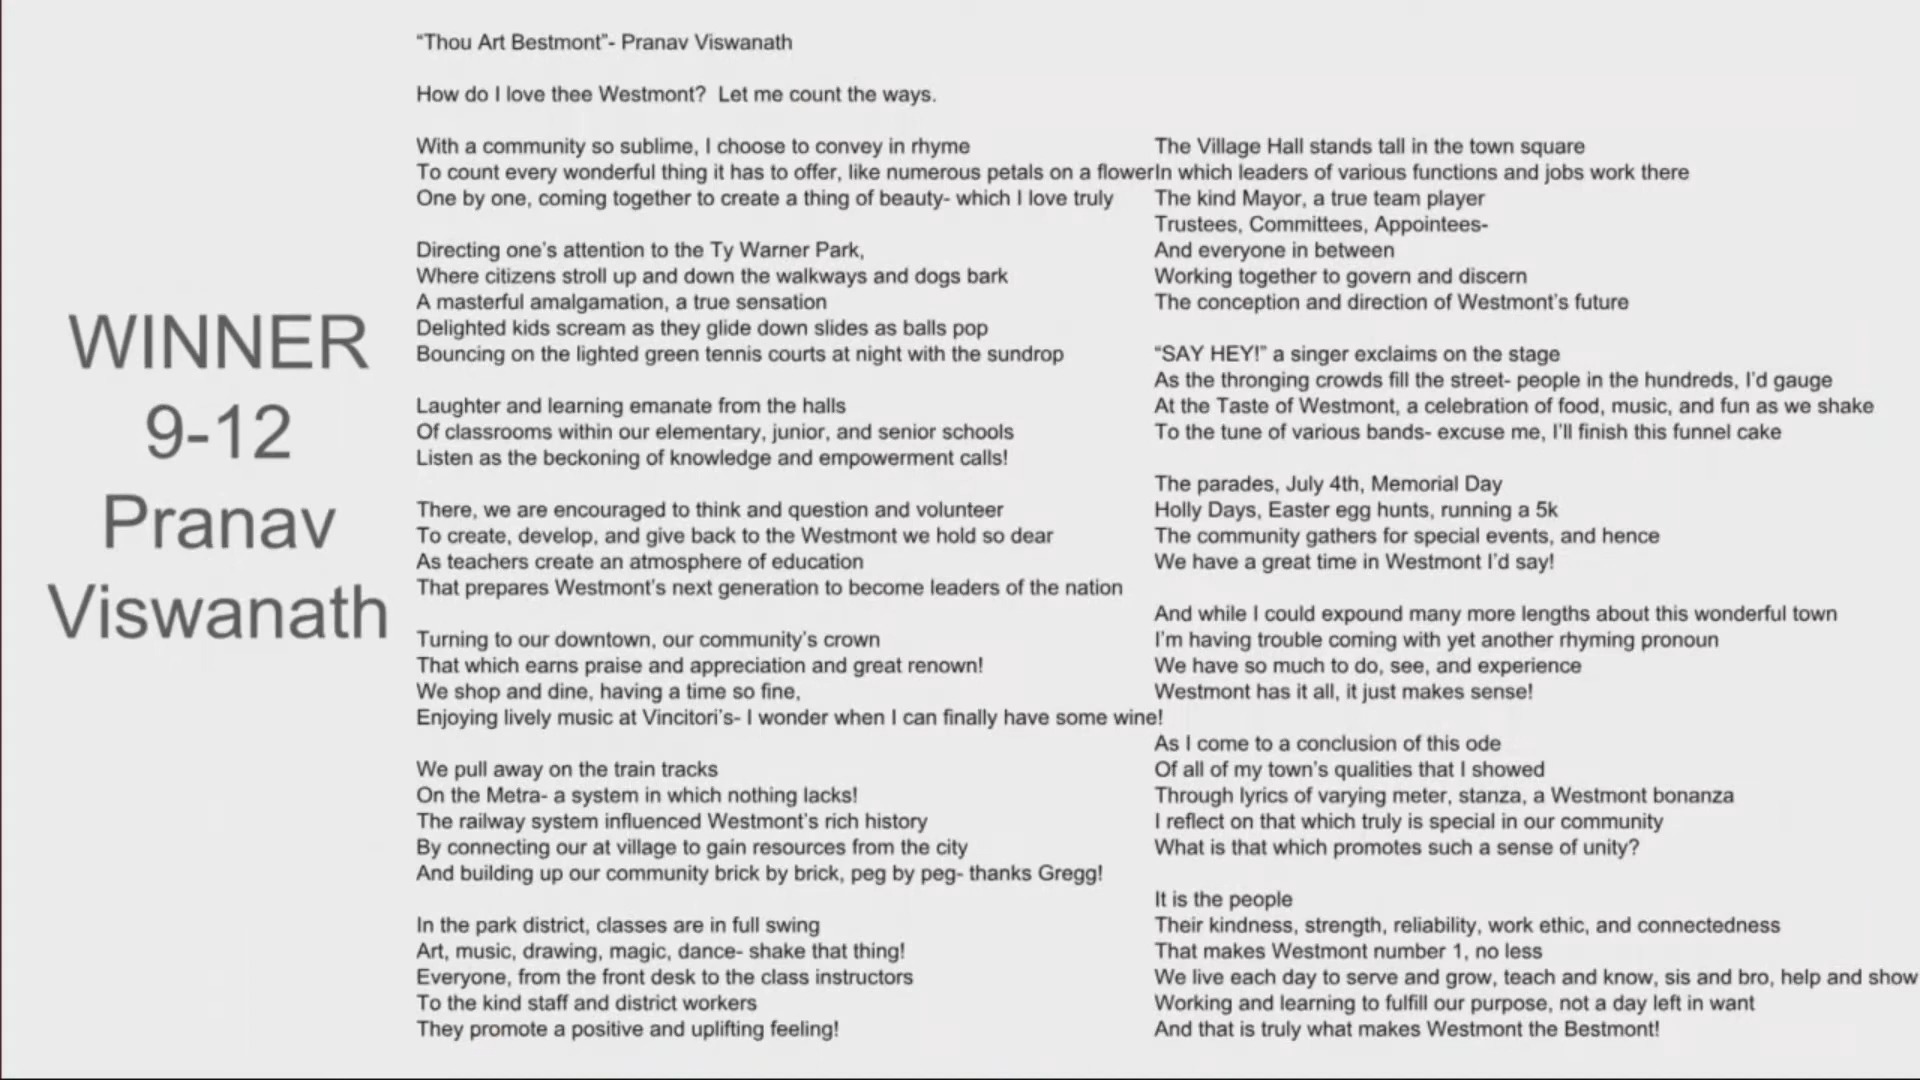 WINNER
9-12
Pranav
Viswanath
“Thou Art Bestmont”- Pranav Viswanath
How do I love thee Westmont?  Let me count the ways.
With a community so sublime, I choose to convey in rhyme
To count every wonderful thing it has to offer, like numerous petals on a flower
One by one, coming together to create a thing of beauty- which I love truly
Directing one’s attention to the Ty Warner Park,
Where citizens stroll up and down the walkways and dogs bark
A masterful amalgamation, a true sensation
Delighted kids scream as they glide down slides as balls pop
Bouncing on the lighted green tennis courts at night with the sundrop
Laughter and learning emanate from the halls
Of classrooms within our elementary, junior, and senior schools
Listen as the beckoning of knowledge and empowerment calls!
There, we are encouraged to think and question and volunteer
To create, develop, and give back to the Westmont we hold so dear
As teachers create an atmosphere of education
That prepares Westmont’s next generation to become leaders of the nation
Turning to our downtown, our community’s crown
That which earns praise and appreciation and great renown!
We shop and dine, having a time so fine,
Enjoying lively music at Vincitori’s- I wonder when I can finally have some wine!
We pull away on the train tracks
On the Metra- a system in which nothing lacks!
The railway system influenced Westmont’s rich history
By connecting our at village to gain resources from the city
And building up our community brick by brick, peg by peg- thanks Gregg!
In the park district, classes are in full swing
Art, music, drawing, magic, dance- shake that thing!
Everyone, from the front desk to the class instructors
To the kind staff and district workers
They promote a positive and uplifting feeling!
The Village Hall stands tall in the town square
In which leaders of various functions and jobs work there
The kind Mayor, a true team player
Trustees, Committees, Appointees-
And everyone in between
Working together to govern and discern
The conception and direction of Westmont’s future
“SAY HEY!” a singer exclaims on the stage
As the thronging crowds fill the street- people in the hundreds, I’d gauge
At the Taste of Westmont, a celebration of food, music, and fun as we shake
To the tune of various bands- excuse me, I’ll finish this funnel cake
The parades, July 4th, Memorial Day
Holly Days, Easter egg hunts, running a 5k
The community gathers for special events, and hence
We have a great time in Westmont I’d say!
And while I could expound many more lengths about this wonderful town
I’m having trouble coming with yet another rhyming pronoun
We have so much to do, see, and experience
Westmont has it all, it just makes sense!
As I come to a conclusion of this ode
Of all of my town’s qualities that I showed
Through lyrics of varying meter, stanza, a Westmont bonanza
I reflect on that which truly is special in our community
What is that which promotes such a sense of unity?
It is the people
Their kindness, strength, reliability, work ethic, and connectedness
That makes Westmont number 1, no less
We live each day to serve and grow, teach and know, sis and bro, help and show
Working and learning to fulfill our purpose, not a day left in want
And that is truly what makes Westmont the Bestmont!